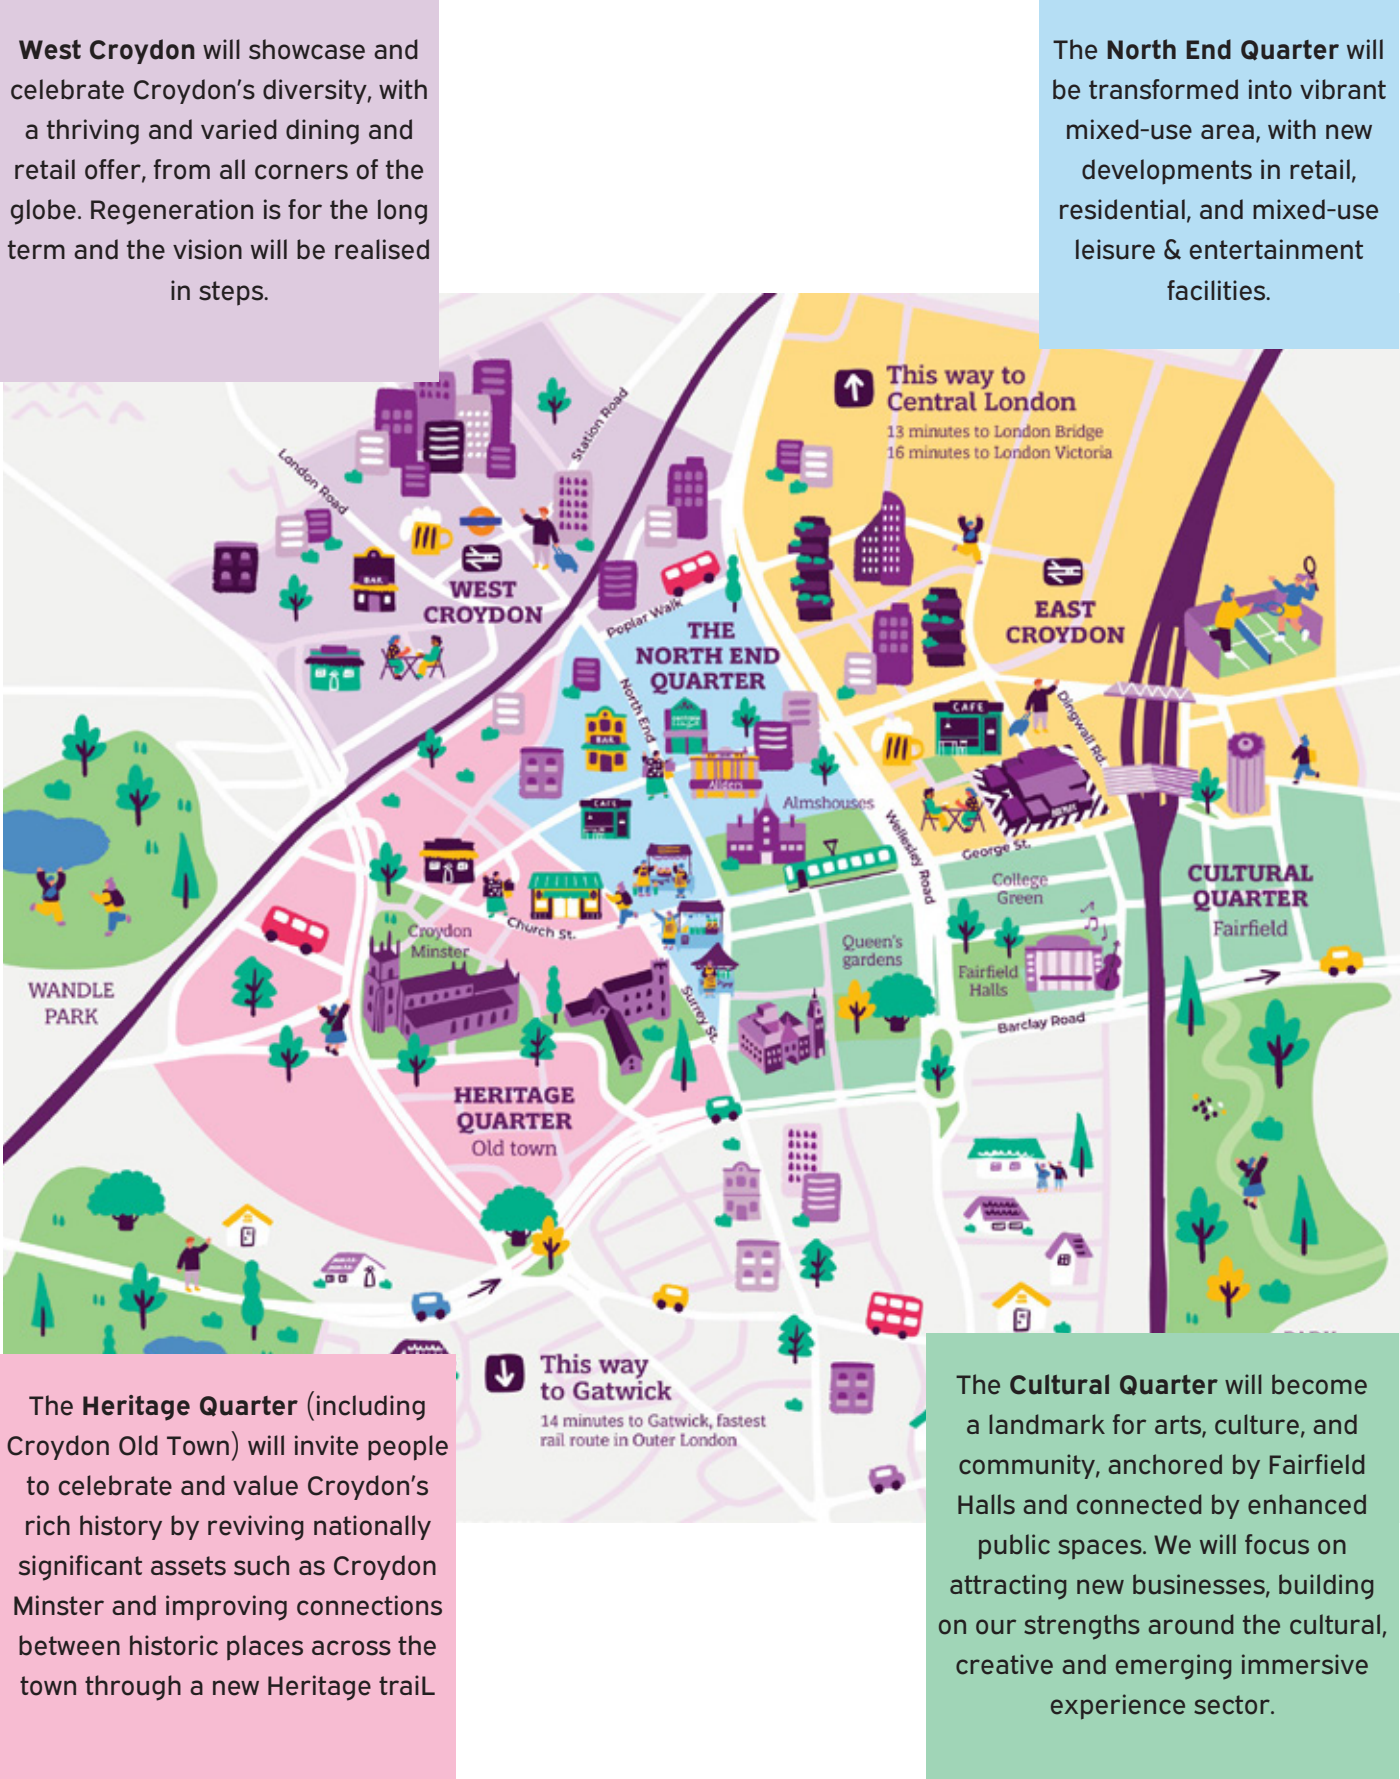 West Croydon will showcase and
celebrate Croydon's diversity, with
a thriving and varied dining and
retail offer, from all corners of the
globe. Regeneration is for the long
term and the vision will be realised
in steps.
The North End Quarter will
be transformed into vibrant
mixed-use area, with new
developments in retail,
residential, and mixed-use
leisure & entertainment
facilities.
This way to
Central London
13 minutes to London Bridge
16 minutes to London Victoria
Station Road
London Road
BAR
WEST
CROYDON
Poplar Walk
THE
NORTH END
QUARTER
EAST
CROYDON
North End
BAR
Allders
CAFE
CAFE
Dingwall Rd.
Almshouses
Wellesley Road
George St.
College
Green
CULTURAL
QUARTER
Fairfield
Church St.
Croydon
Minster
Queen's
gardens
Fairfield
Halls
Barclay Road
Surrey St.
WANDLE
PARK
HERITAGE
QUARTER
Old town
This way
to Gatwick
14 minutes to Gatwick, fastest
rail route in Outer London
The Heritage Quarter (including
Croydon Old Town) will invite people
to celebrate and value Croydon's
rich history by reviving nationally
significant assets such as Croydon
Minster and improving connections
between historic places across the
town through a new Heritage traiL
The Cultural Quarter will become
a landmark for arts, culture, and
community, anchored by Fairfield
Halls and connected by enhanced
public spaces. We will focus on
attracting new businesses, building
on our strengths around the cultural,
creative and emerging immersive
experience sector.